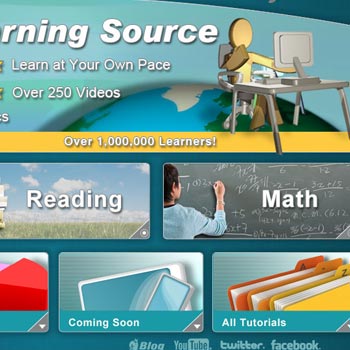 rning Source
Learn at Your Own Pace
Over 250 Videos
cs
Over 1,000,000 Learners!
Reading
Math
Coming Soon
All Tutorials
Blog YouTube twitter facebook